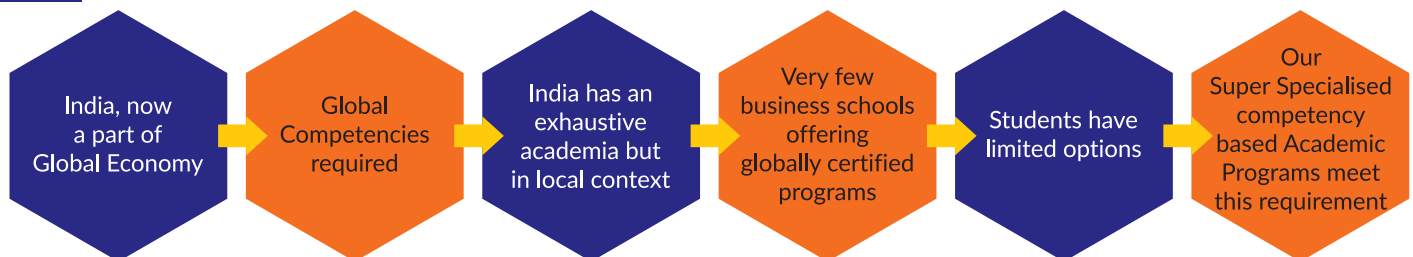 India, now
a part of
Global Economy
Global
Competencies
required
India has an
exhaustive
academia but
in local context
Very few
business schools
offering
globally certified
programs
Students have
limited options
Our
Super Specialised
competency
based Academic
Programs meet
this requirement